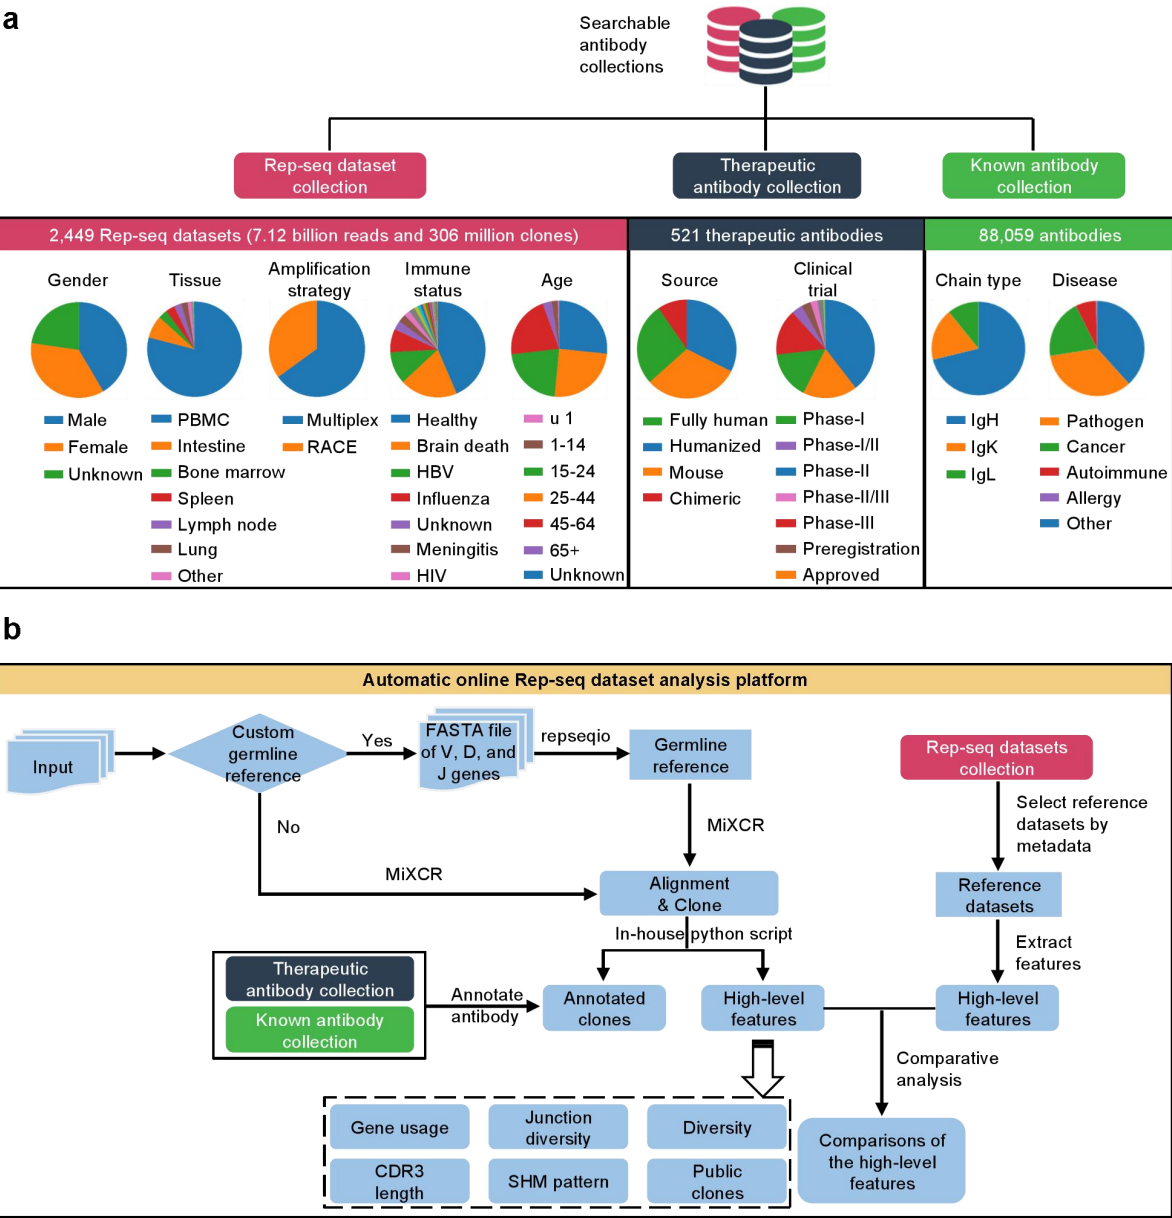 a
Searchable
antibody
collections
Rep-seq dataset
collection
Therapeutic
antibody collection
Known antibody
collection
2,449 Rep-seq datasets (7.12 billion reads and 306 million clones)
521 therapeutic antibodies
88,059 antibodies
Gender
Male
Female
Unknown
Tissue
PBMC
Intestine
Bone marrow
Spleen
Lymph node
Lung
Other
Amplification
strategy
Multiplex
RACE
Immune
status
Healthy
Brain death
HBV
Influenza
Unknown
Meningitis
HIV
Age
u 1
1-14
15-24
25-44
45-64
65+
Unknown
Source
Fully human
Humanized
Mouse
Chimeric
Clinical
trial
Phase-I
Phase-I/II
Phase-II
Phase-II/III
Phase-III
Preregistration
Approved
Chain type
IgH
IgK
IgL
Disease
Pathogen
Cancer
Autoimmune
Allergy
Other
b
Automatic online Rep-seq dataset analysis platform
Input
Custom
germline
reference
Yes
FASTA file
of V, D, and
J genes
repseqio
Germline
reference
No
MiXCR
MiXCR
Alignment
& Clone
In-house python script
Therapeutic
antibody collection
Known antibody
collection
Annotate
antibody
Annotated
clones
High-level
features
Rep-seq datasets
collection
Select reference
datasets by
metadata
Reference
datasets
Extract
features
High-level
features
Comparative
analysis
Comparisons of
the high-level
features
Gene usage
Junction
diversity
Diversity
CDR3
length
SHM pattern
Public
clones